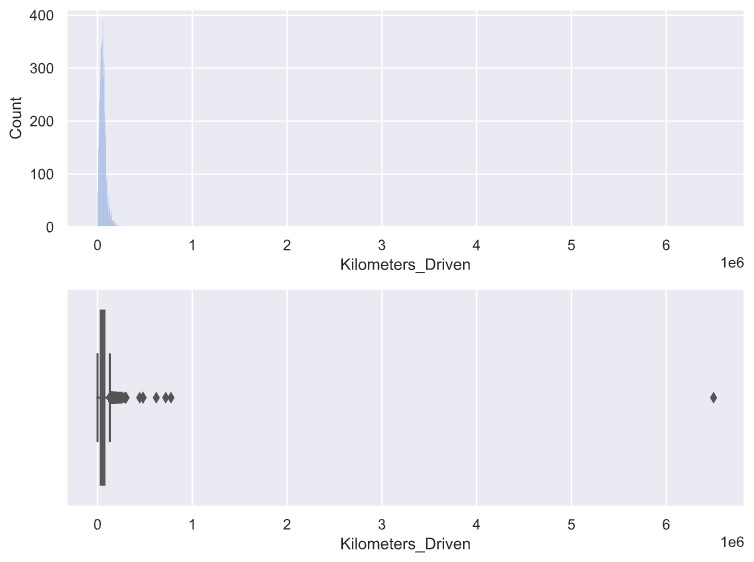 400
300
200
100
0
Count
0 1 2 3 4 5 6
1e6
Kilometers_Driven
0 1 2 3 4 5 6
1e6
Kilometers_Driven